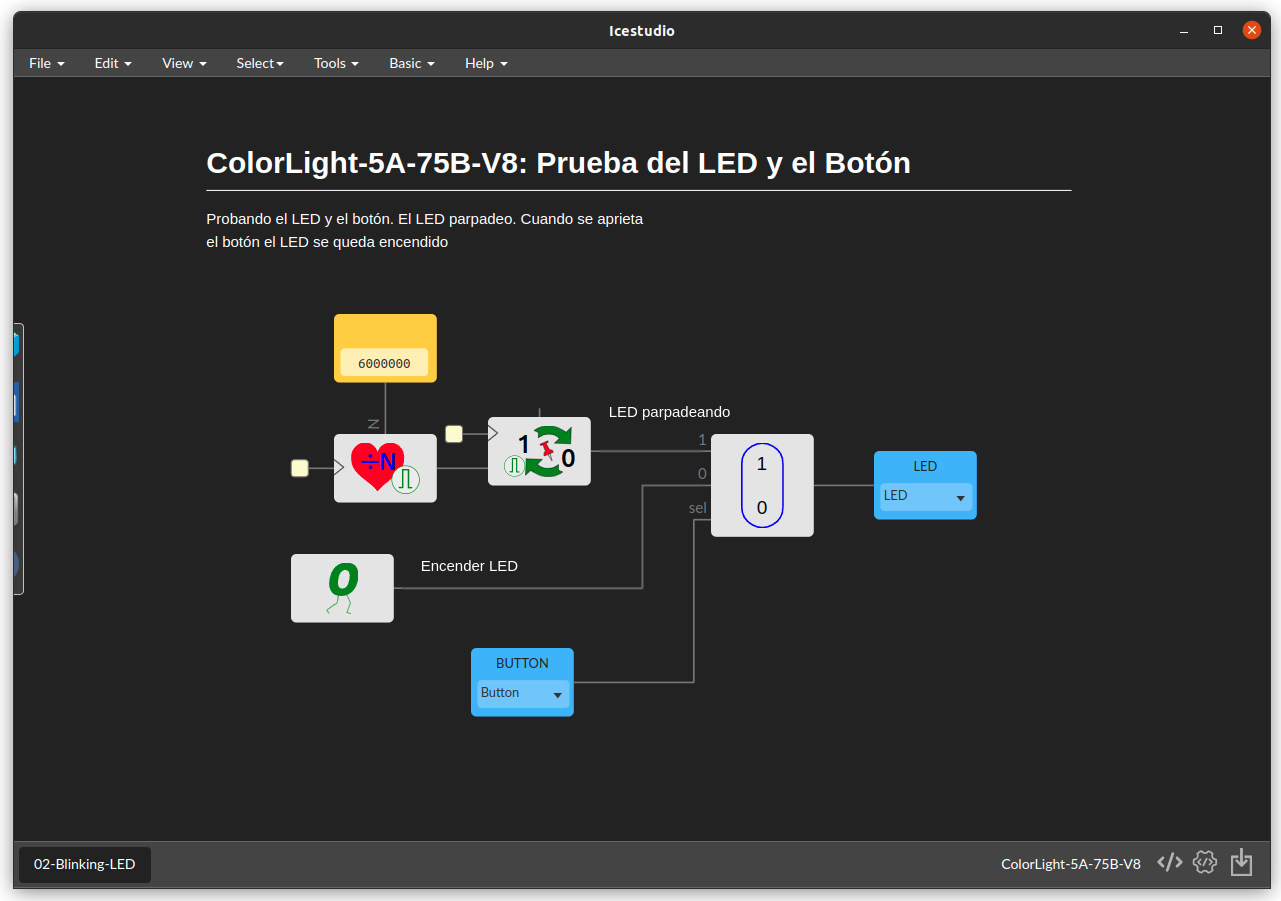 Icestudio
File Edit View Select Tools Basic Help
ColorLight-5A-75B-V8: Prueba del LED y el Botón
Probando el LED y el botón. El LED parpadeo. Cuando se aprieta
el botón el LED se queda encendido
6000000
N
LED parpadeando
÷N
1 0
1
0
sel
1
0
LED
LED
0
Encender LED
BUTTON
Button
02-Blinking-LED
ColorLight-5A-75B-V8 </>